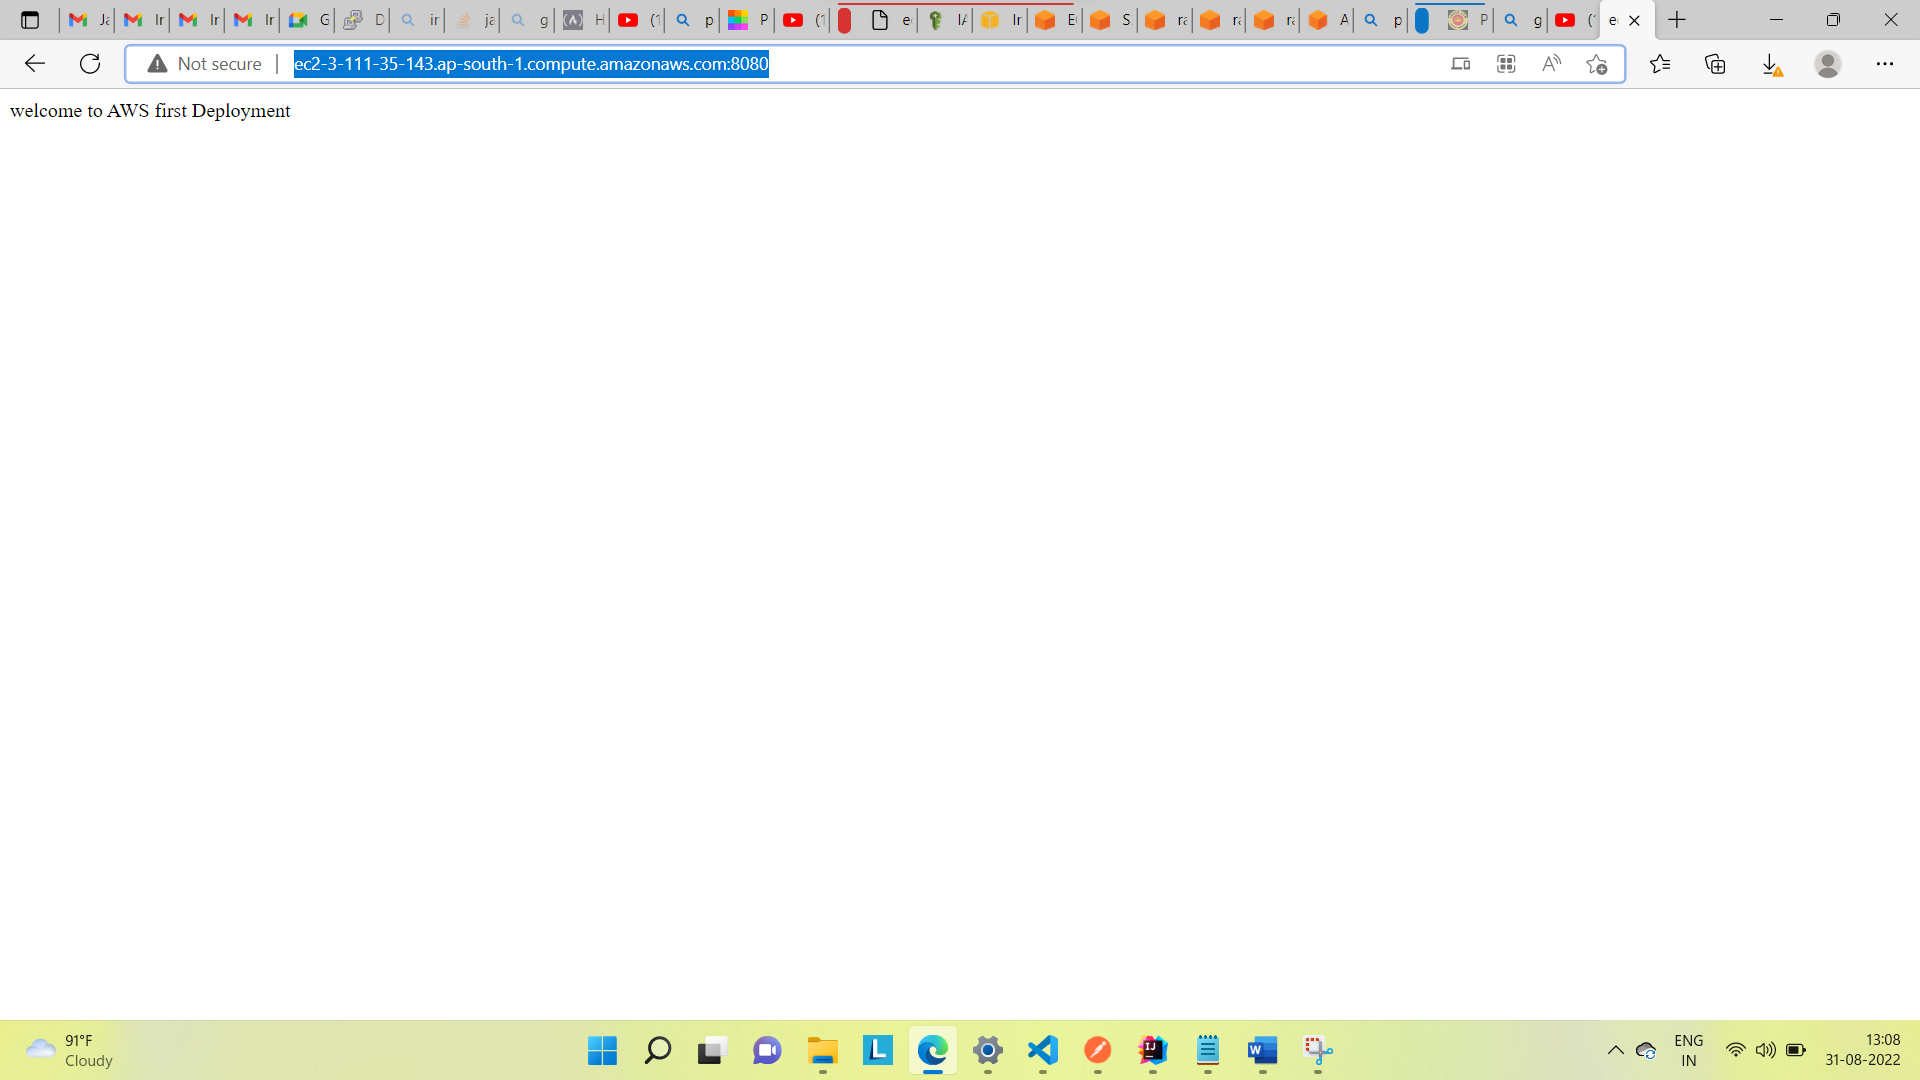 Not secure
ec2-3-111-35-143.ap-south-1.compute.amazonaws.com:8080
welcome to AWS first Deployment
91°F
Cloudy
ENG
IN
13:08
31-08-2022